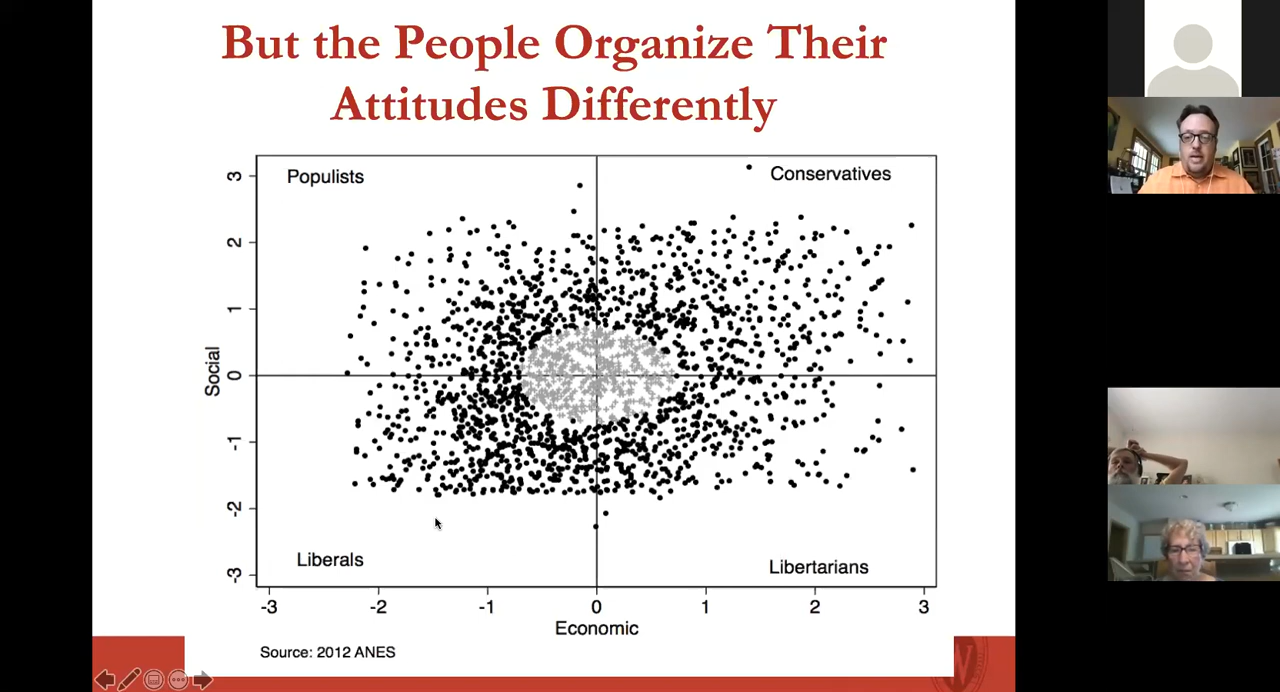 But the People Organize Their
Attitudes Differently
Populists
Conservatives
Liberals
Libertarians
Social
3
2
1
0
-1
-2
-3
-3 -2 -1 0 1 2 3
Economic
Source: 2012 ANES
W